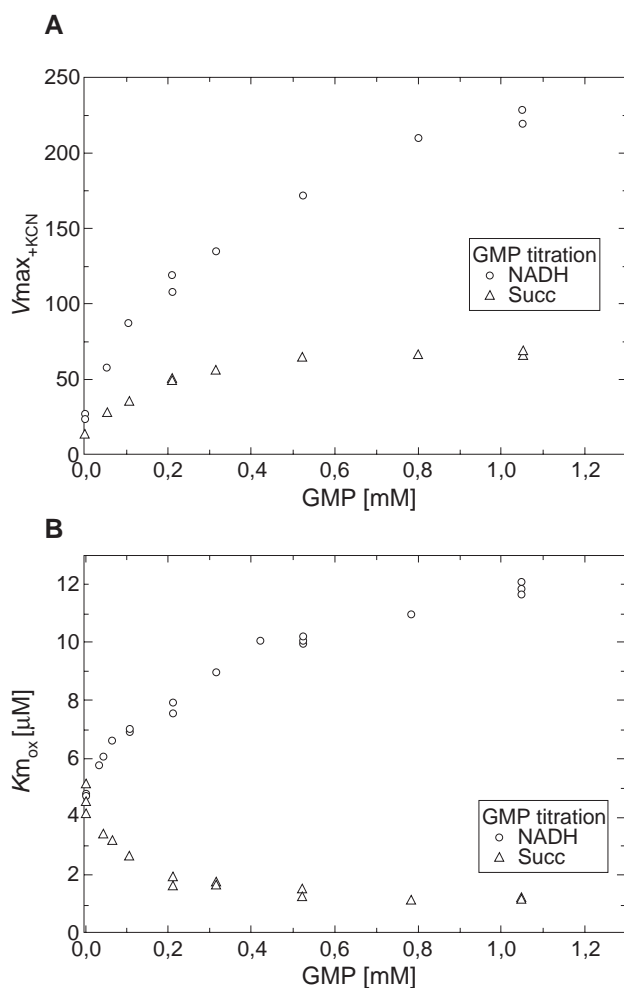 A
250
200
150
100
50
0
Vmax+KCN
GMP titration
NADH
Succ
0,0 0,2 0,4 0,6 0,8 1,0 1,2
GMP [mM]
B
12
10
8
6
4
2
0
Kmox [μM]
GMP titration
NADH
Succ
0,0 0,2 0,4 0,6 0,8 1,0 1,2
GMP [mM]